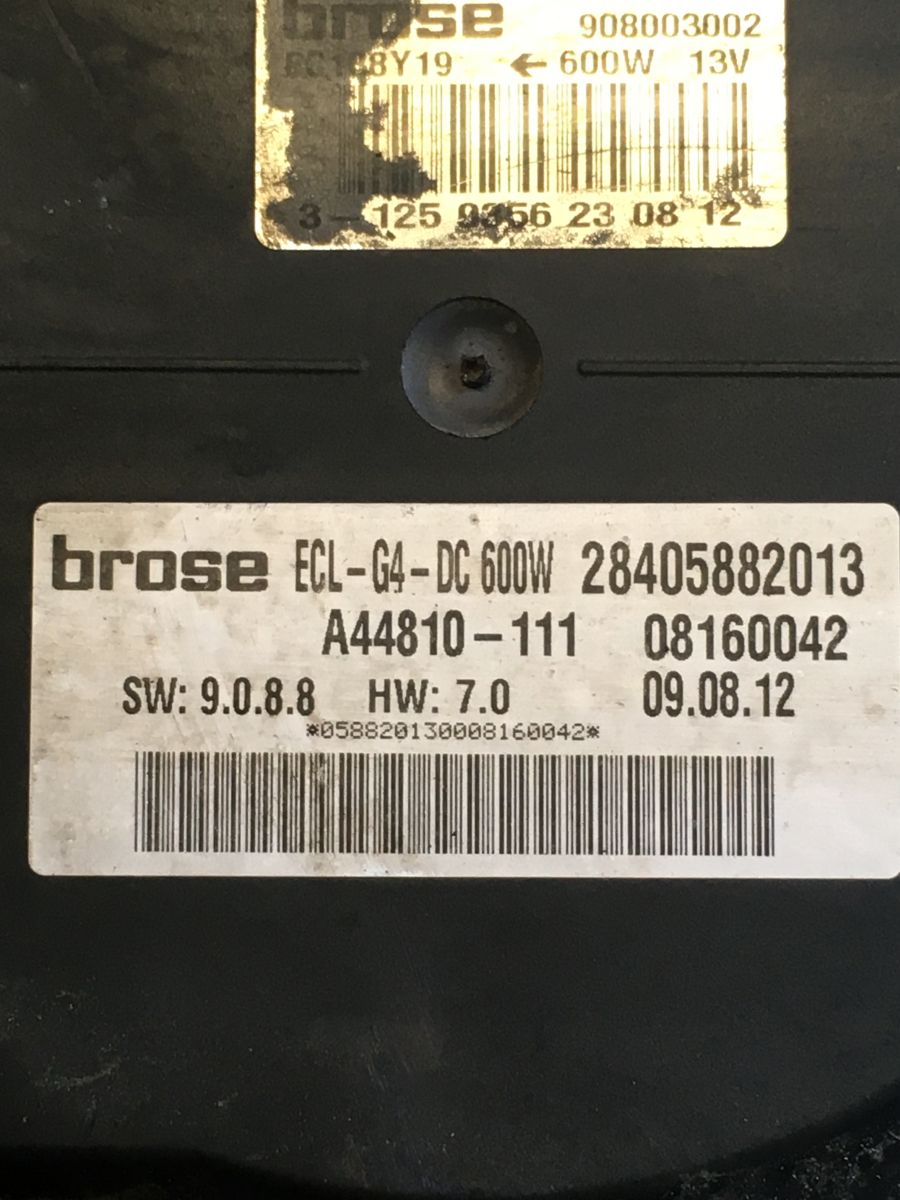 brose 908003002
← 600W 13V
3-125 9356 23 08 12
brose ECL-G4-DC 600W 28405882013
A44810-111 08160042
SW: 9.0.8.8 HW: 7.0 09.08.12
*0588201300008160042*